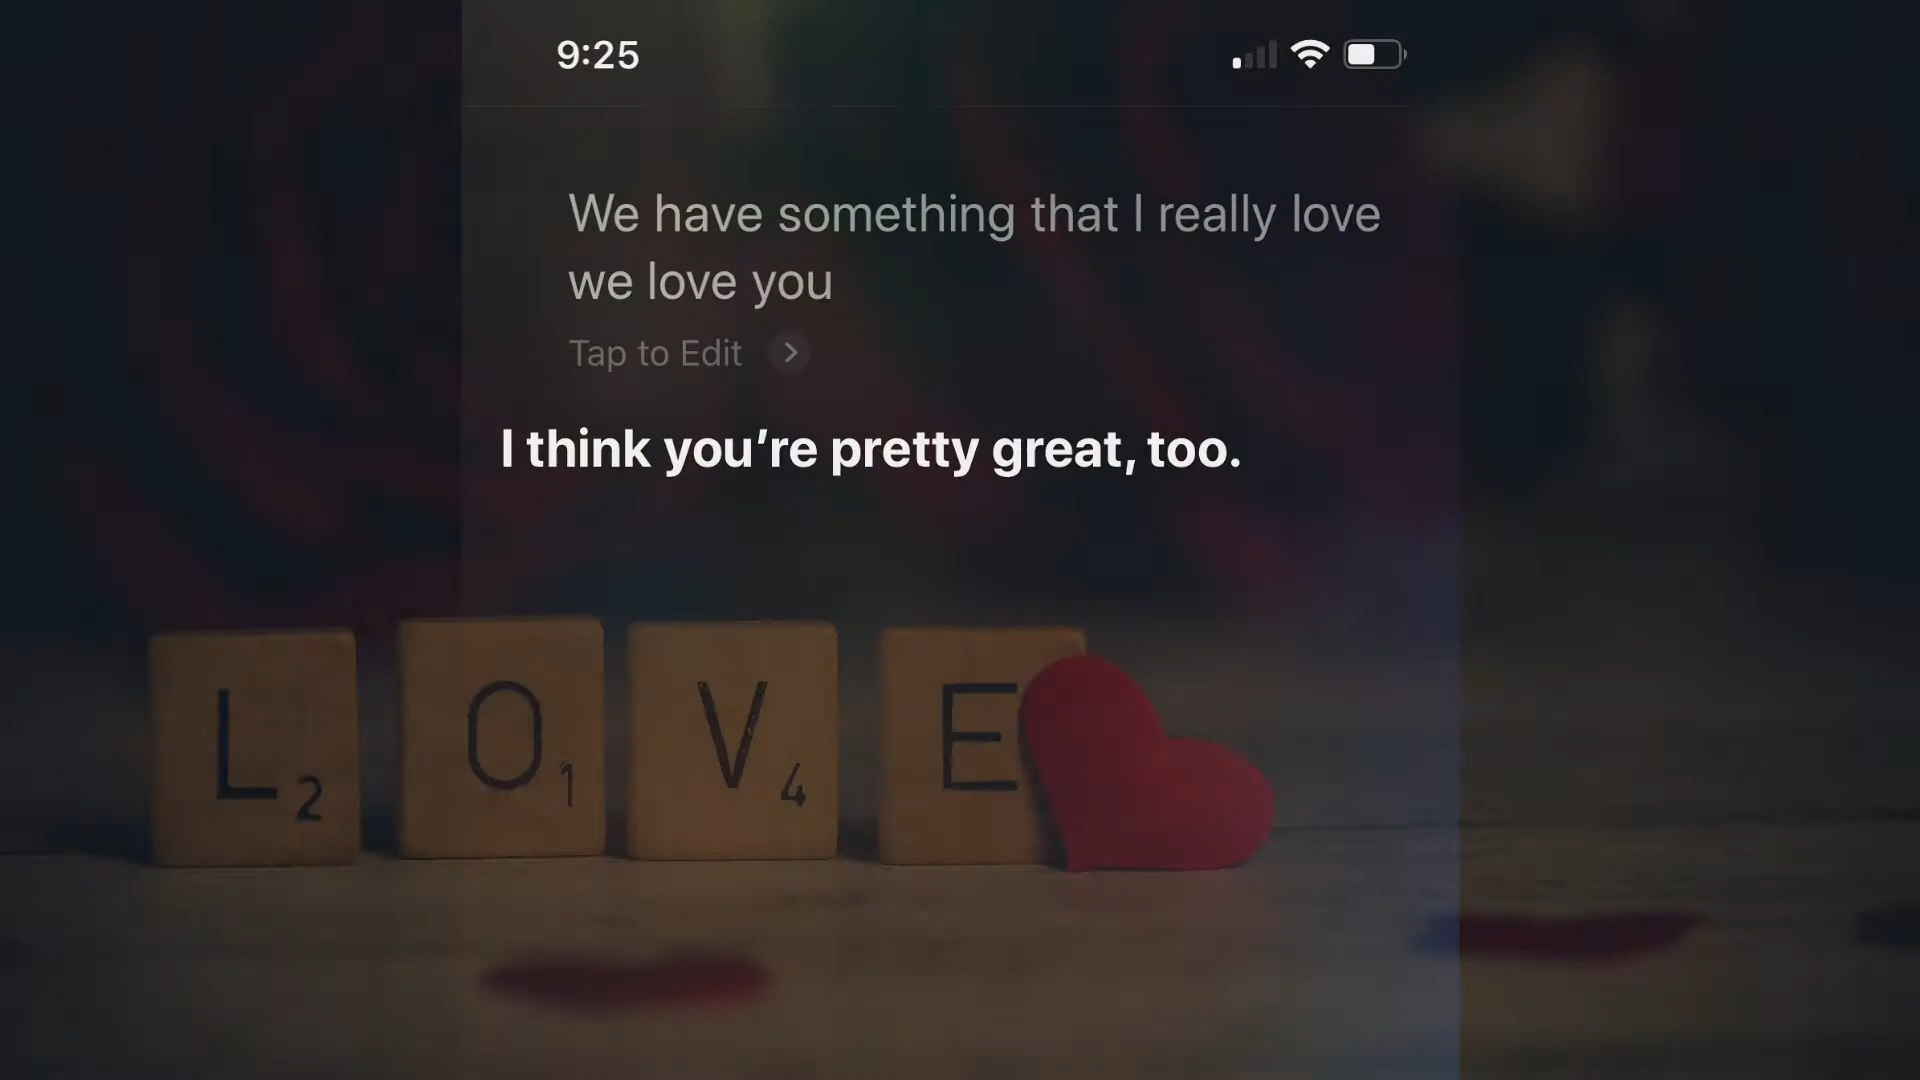 9:25
We have something that I really love
we love you
Tap to Edit
I think you're pretty great, too.
L2 O1 V4 E